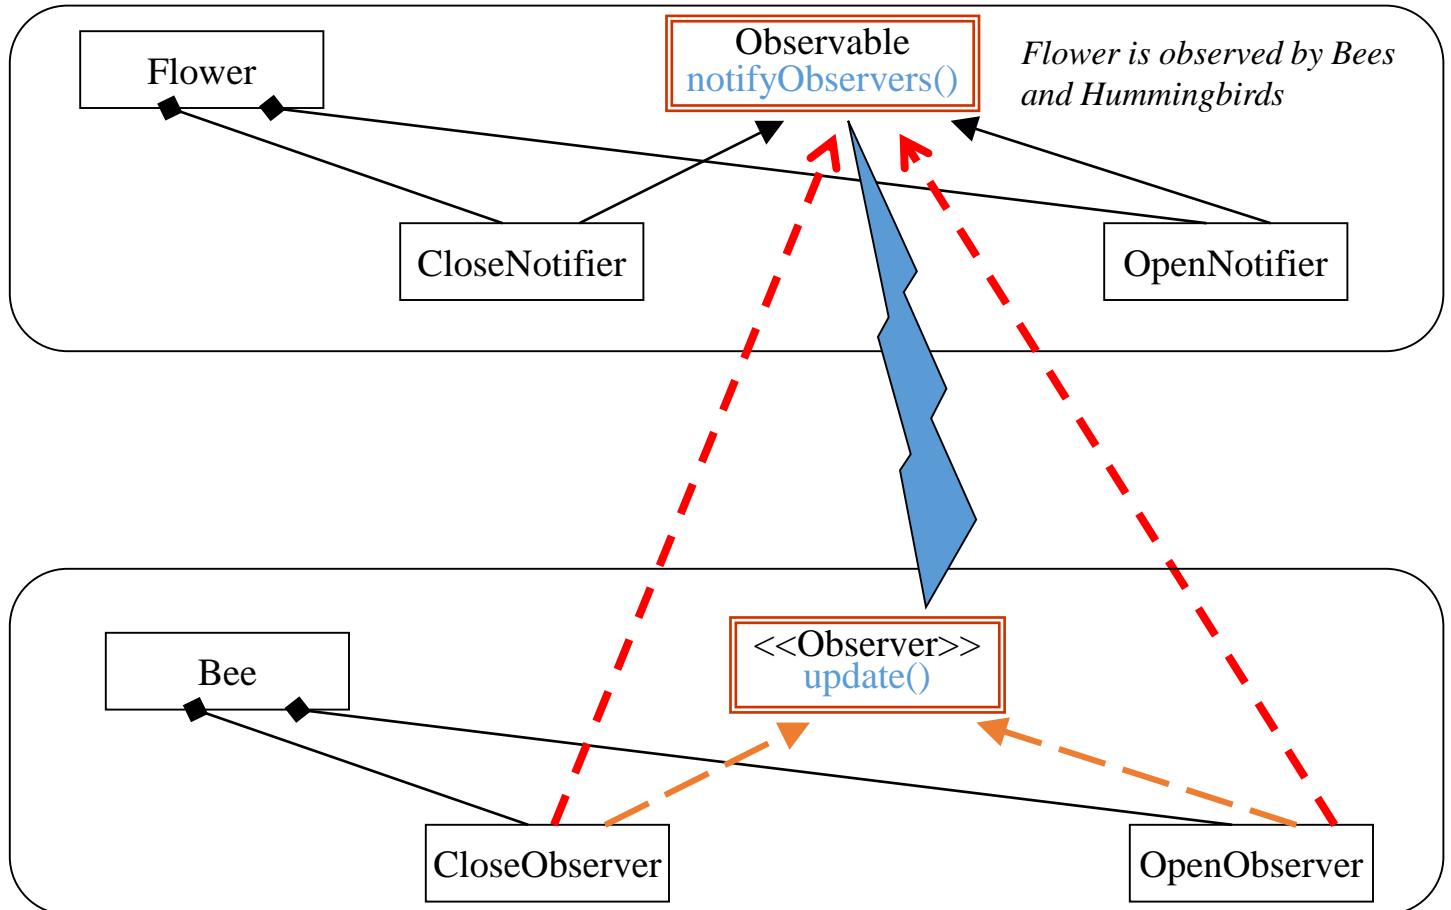 Flower
Observable
notifyObservers()
Flower is observed by Bees
and Hummingbirds
CloseNotifier
OpenNotifier
Bee
<<Observer>>
update()
CloseObserver
OpenObserver